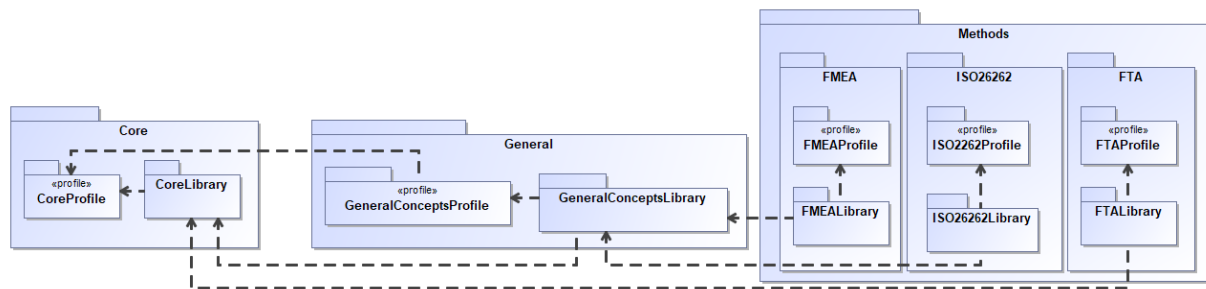 Methods
FMEA
ISO26262
FTA
Core
General
«profile»
FMEAProfile
«profile»
ISO2262Profile
«profile»
FTAProfile
«profile»
CoreProfile
CoreLibrary
«profile»
GeneralConceptsProfile
GeneralConceptsLibrary
FMEALibrary
ISO26262Library
FTALibrary